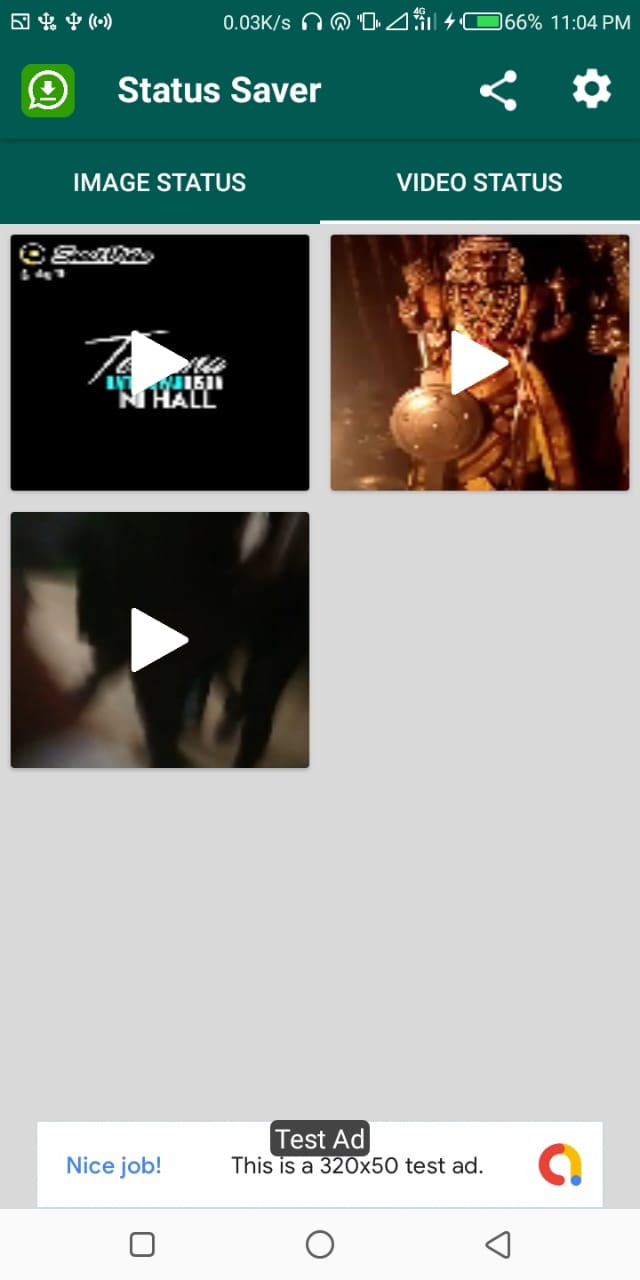 0.03K/s 4G 66% 11:04 PM
Status Saver
IMAGE STATUS VIDEO STATUS
NI HALL
Test Ad
Nice job! This is a 320x50 test ad.